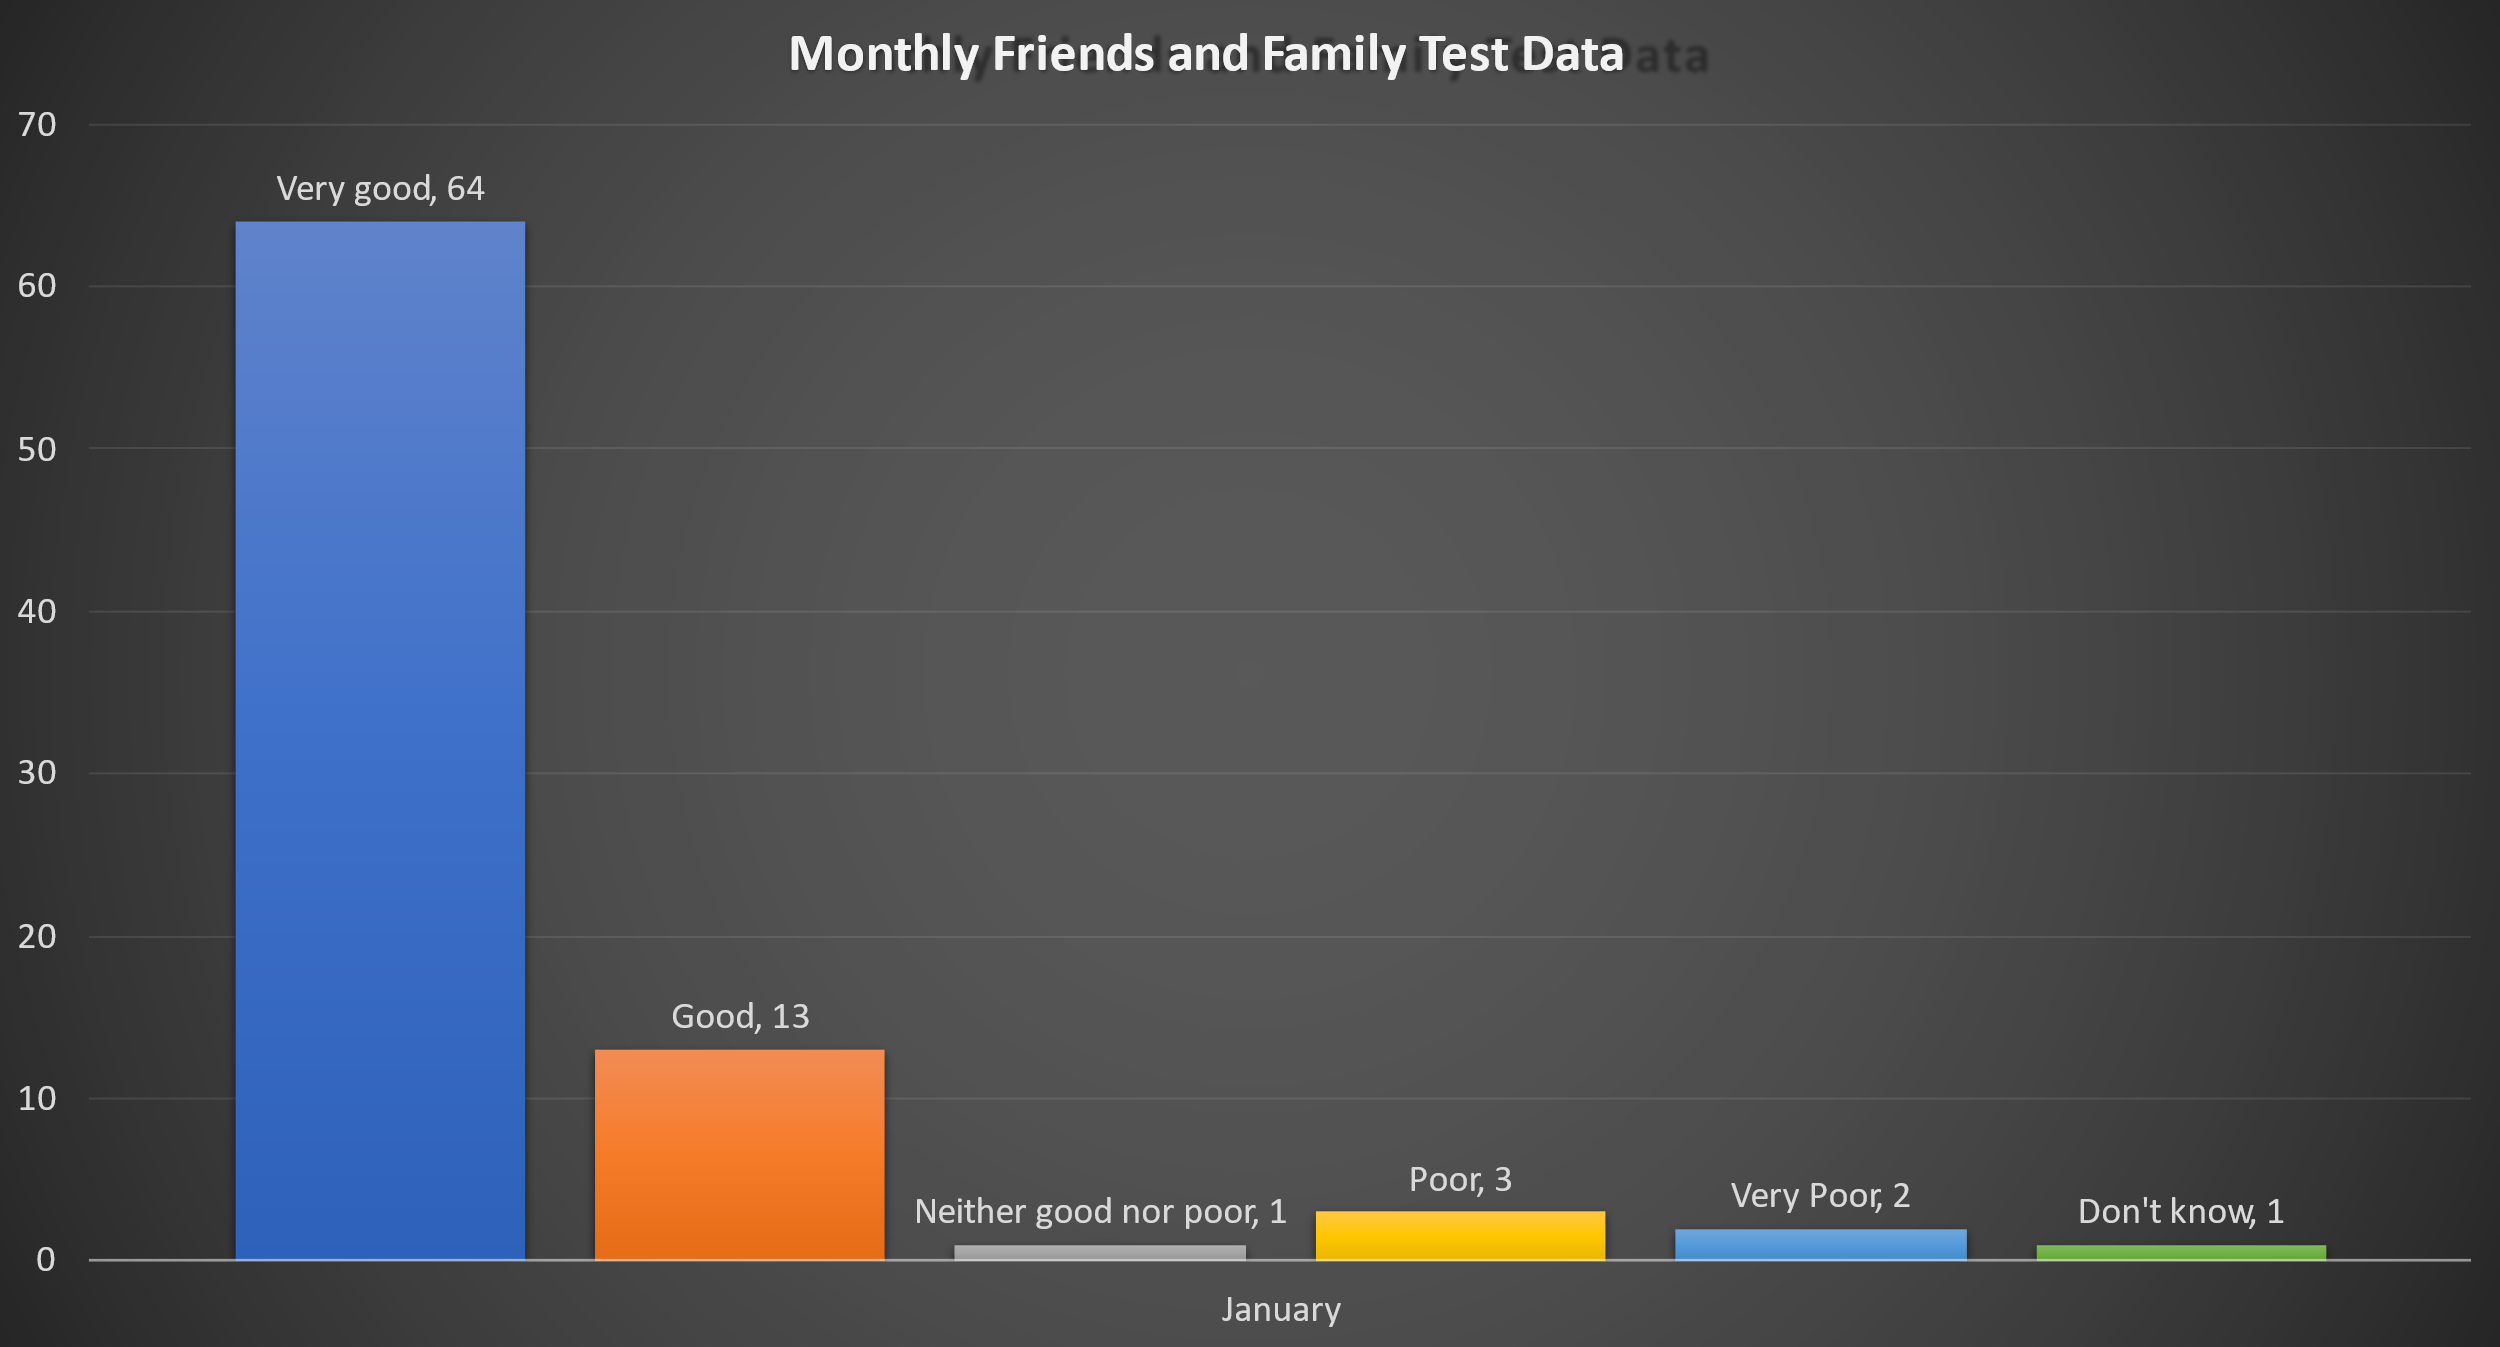 Monthly Friends and Family Test Data
70
Very good, 64
60
50
40
30
20
Good, 13
10
Poor, 3
Very Poor, 2
Neither good nor poor, 1
Don't know, 1
0
January